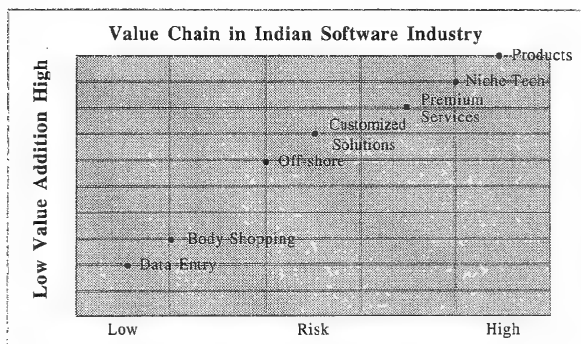 Value Chain in Indian Software Industry
Products
Niche Tech
Premium
Services
Customized
Solutions
Off-shore
Body Shopping
Data Entry
Low Value Addition High
Low Risk High